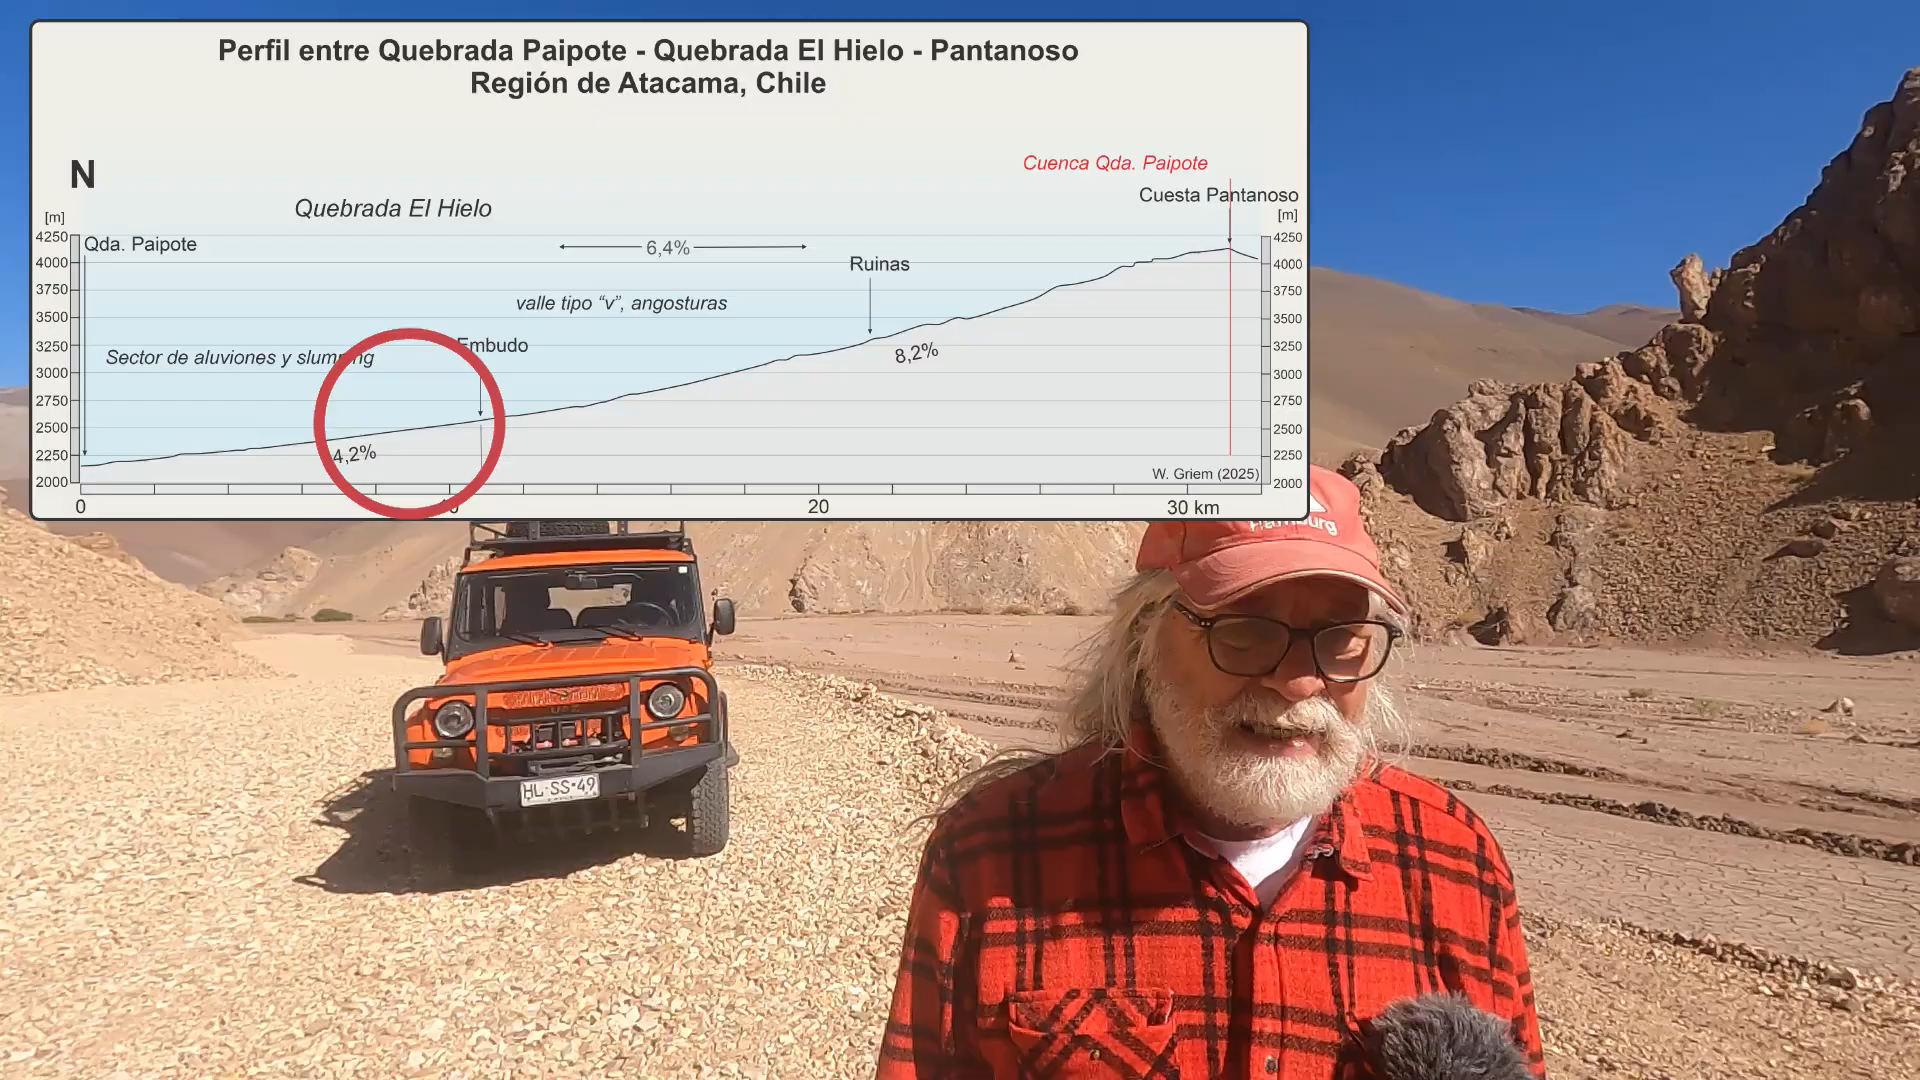 Perfil entre Quebrada Paipote - Quebrada El Hielo - Pantanoso
Región de Atacama, Chile
N
Cuenca Qda. Paipote
Cuesta Pantanoso
Quebrada El Hielo
[m]
[m]
Qda. Paipote
6,4%
Ruinas
valle tipo “v”, angosturas
Embudo
Sector de aluviones y slumping
8,2%
4,2%
4250
4000
3750
3500
3250
3000
2750
2500
2250
2000
4250
4000
3750
3500
3250
3000
2750
2500
2250
2000
W. Griem (2025)
0
20
30 km
HL·SS·49